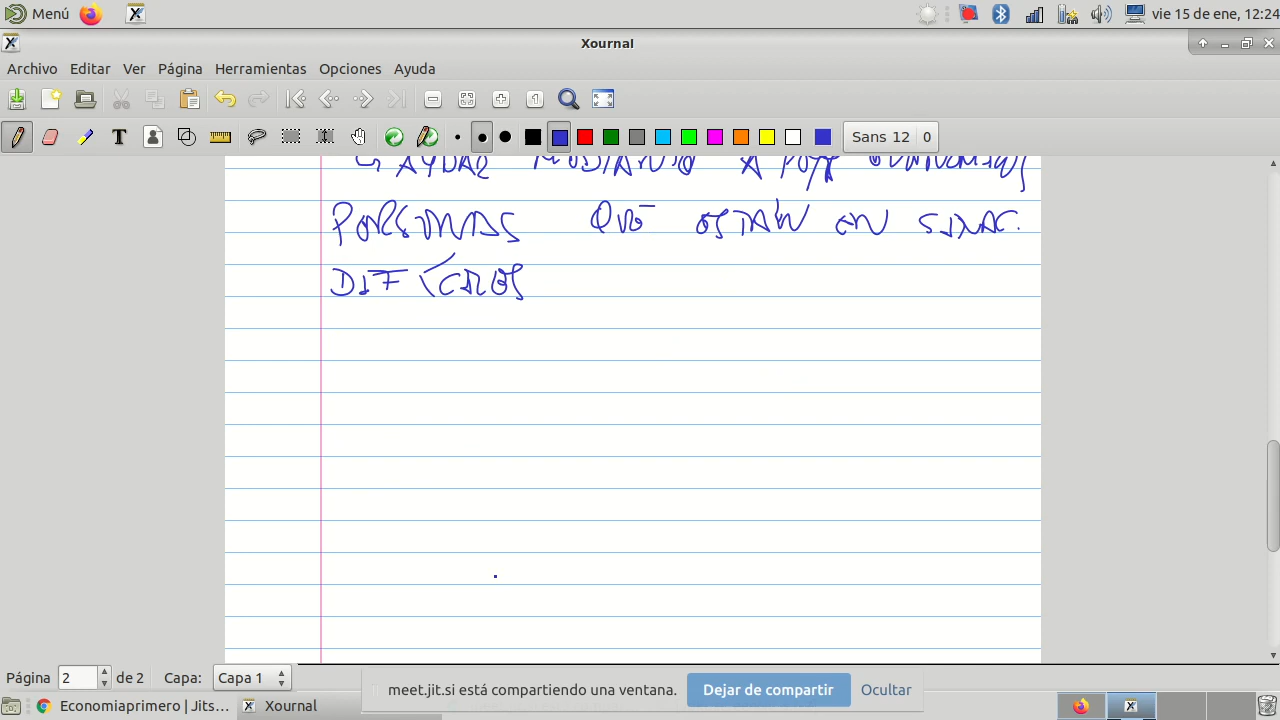 Menú vie 15 de ene, 12:24
Xournal
Archivo Editar Ver Página Herramientas Opciones Ayuda
T Sans 12 0
AYUDAR MEDIANTE A
PERSONAS QUE ESTÁN EN SITUAC.
DIFÍCILES
Página 2 de 2 Capa: Capa 1
meet.jit.si está compartiendo una ventana. Dejar de compartir Ocultar
Economiaprimero | Jits... Xournal